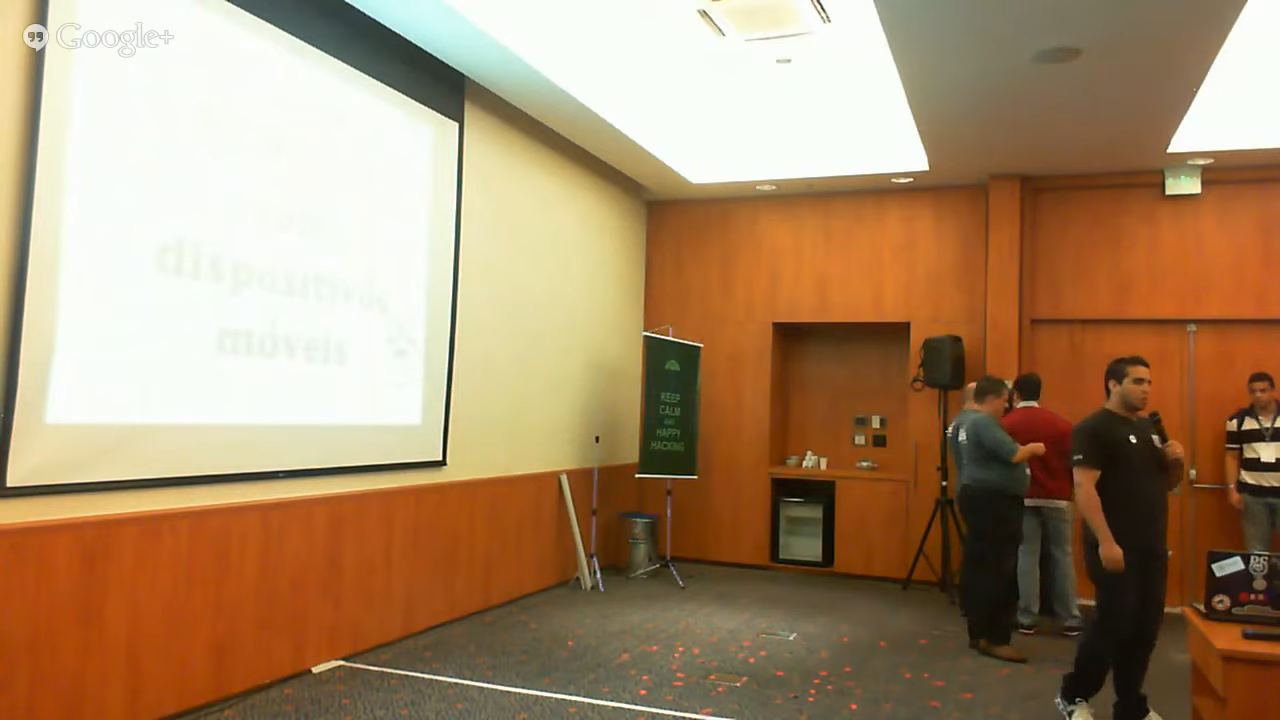 Google+
dispositivos
móveis
KEEP
CALM
AND
HAPPY
HACKING